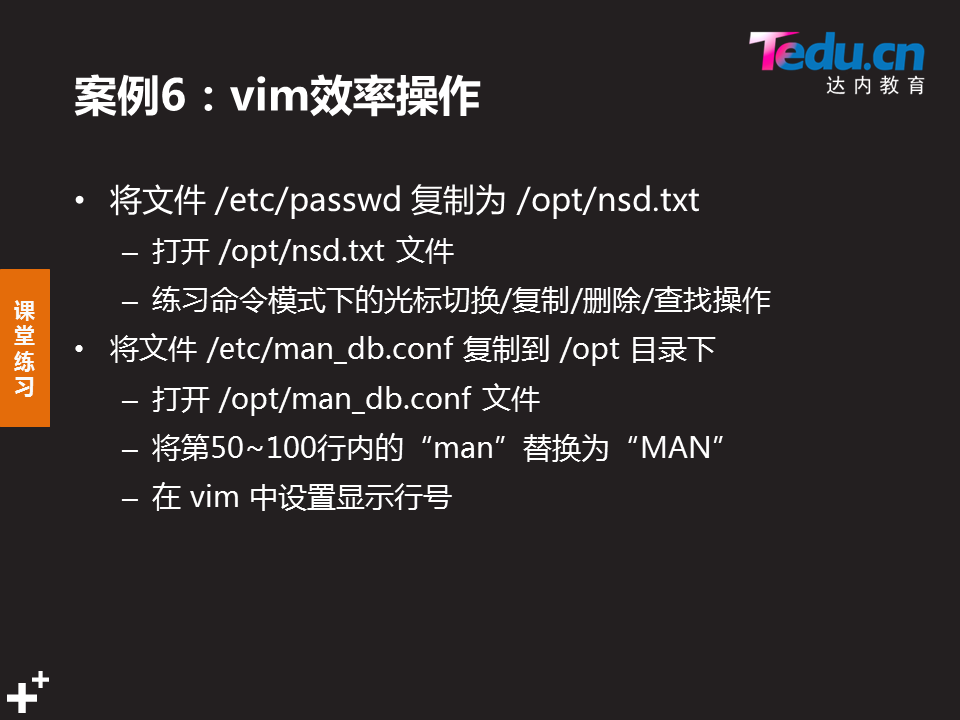 Tedu.cn
达内教育
案例6：vim效率操作
• 将文件 /etc/passwd 复制为 /opt/nsd.txt
– 打开 /opt/nsd.txt 文件
– 练习命令模式下的光标切换/复制/删除/查找操作
• 将文件 /etc/man_db.conf 复制到 /opt 目录下
– 打开 /opt/man_db.conf 文件
– 将第50~100行内的“man”替换为“MAN”
– 在 vim 中设置显示行号
课堂练习